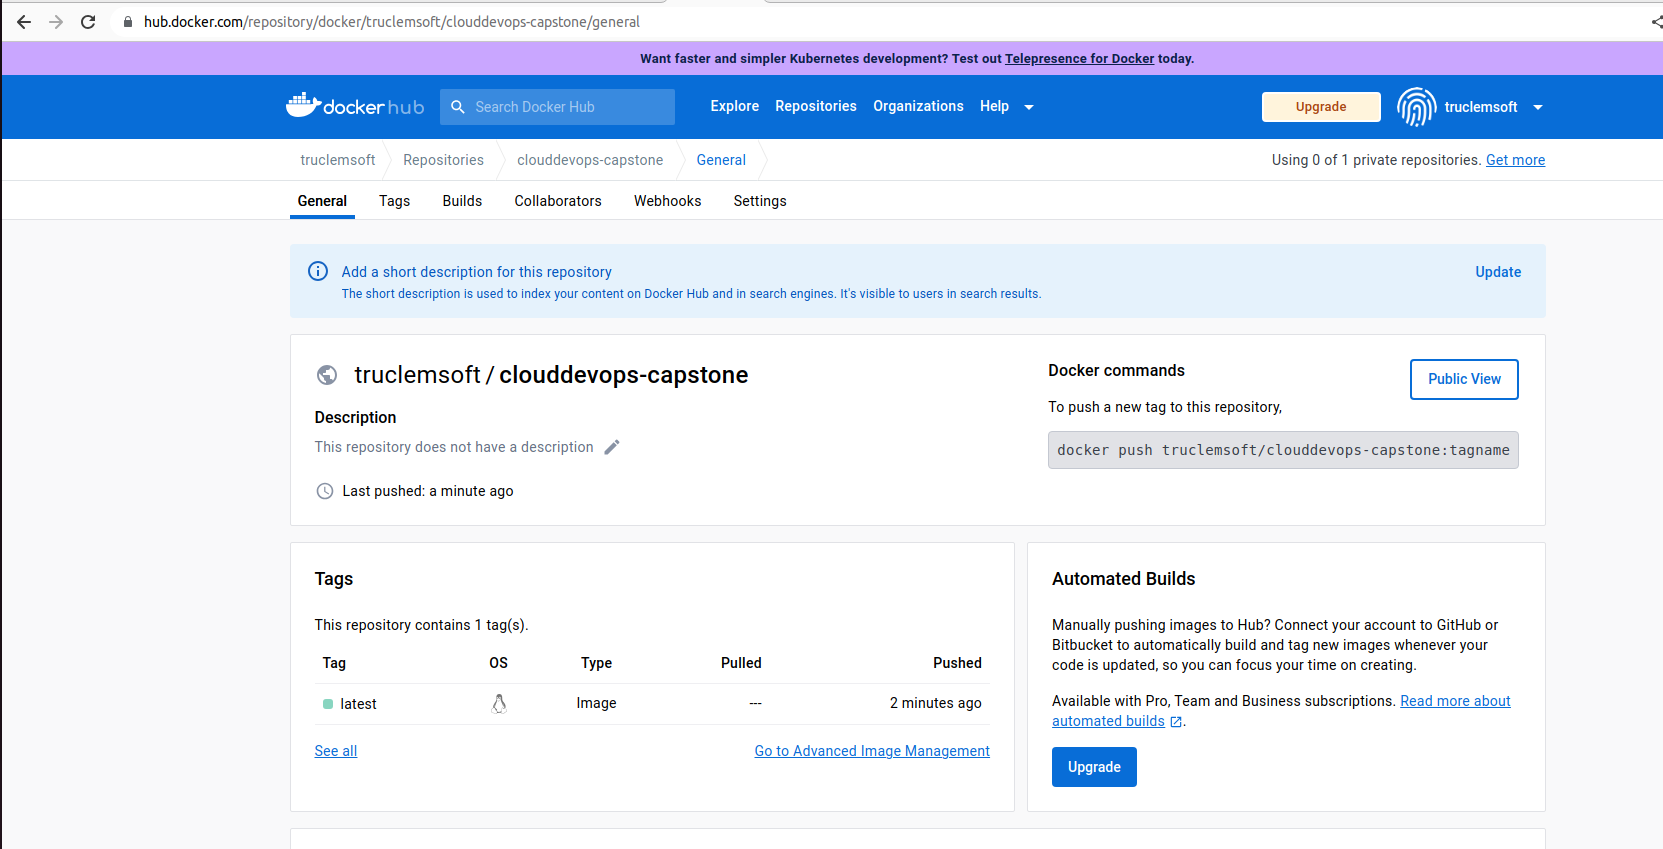 hub.docker.com/repository/docker/truclemsoft/clouddevops-capstone/general
Want faster and simpler Kubernetes development? Test out Telepresence for Docker today.
dockerhub
Search Docker Hub
Explore
Repositories
Organizations
Help
Upgrade
truclemsoft
truclemsoft
Repositories
clouddevops-capstone
General
Using 0 of 1 private repositories. Get more
General
Tags
Builds
Collaborators
Webhooks
Settings
Add a short description for this repository
Update
The short description is used to index your content on Docker Hub and in search engines. It's visible to users in search results.
truclemsoft / clouddevops-capstone
Description
This repository does not have a description
Last pushed: a minute ago
Docker commands
Public View
To push a new tag to this repository,
docker push truclemsoft/clouddevops-capstone:tagname
Tags
This repository contains 1 tag(s).
Tag OS Type Pulled Pushed
latest Image --- 2 minutes ago
See all
Go to Advanced Image Management
Automated Builds
Manually pushing images to Hub? Connect your account to GitHub or
Bitbucket to automatically build and tag new images whenever your
code is updated, so you can focus your time on creating.
Available with Pro, Team and Business subscriptions. Read more about
automated builds.
Upgrade